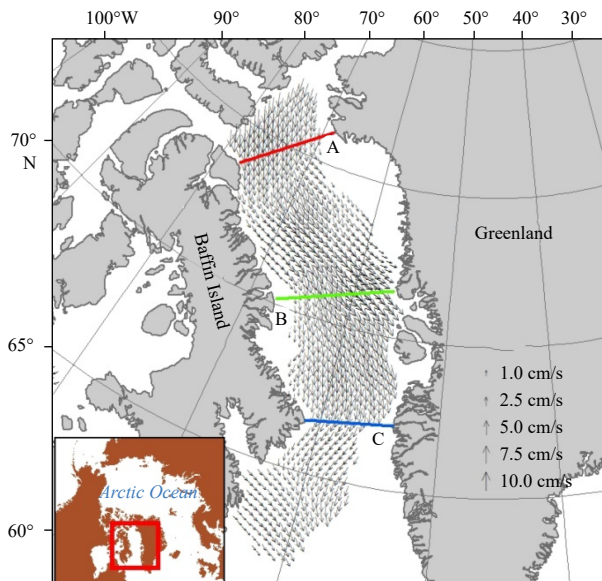 100°W 80° 70° 60° 50° 40° 30°
70°
N
A
Greenland
Baffin Island
B
65°
1.0 cm/s
2.5 cm/s
5.0 cm/s
C
7.5 cm/s
10.0 cm/s
Arctic Ocean
60°